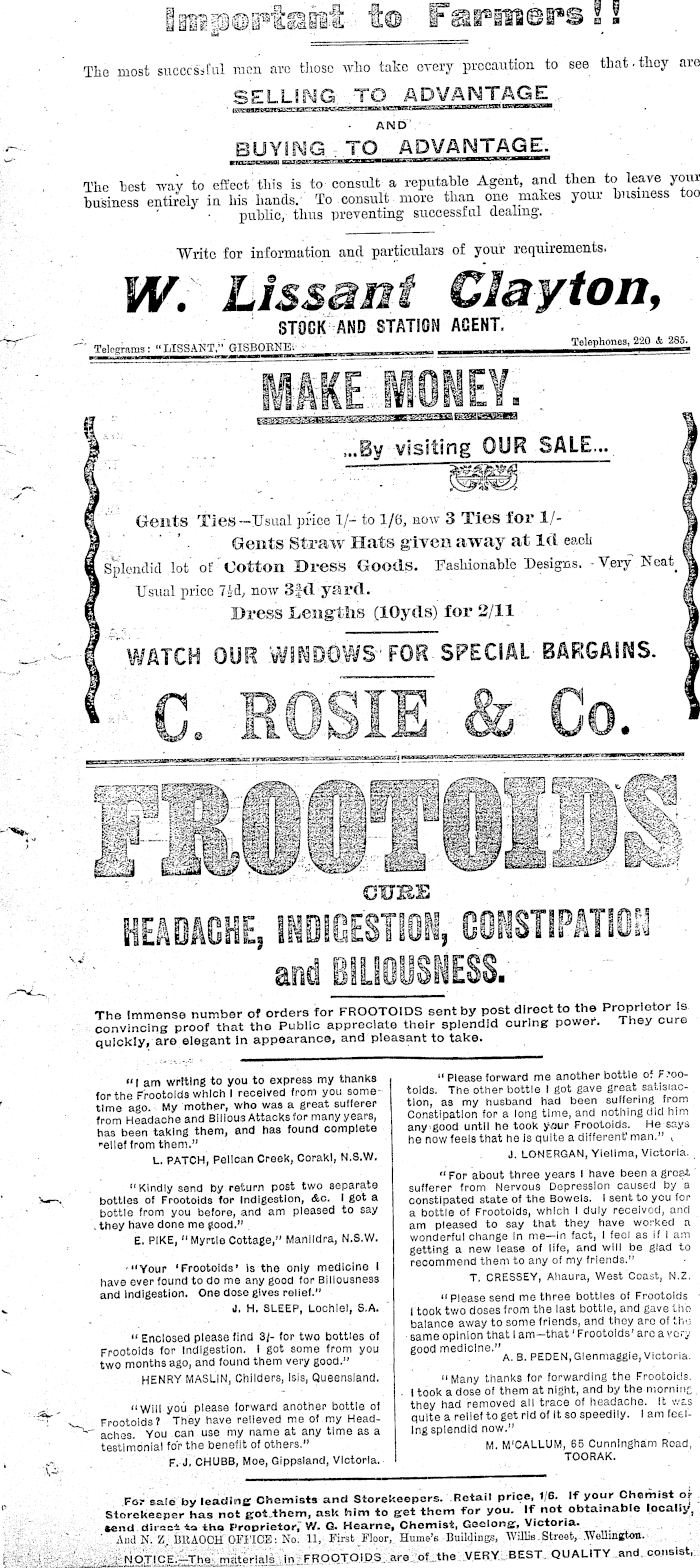 Important to Farmers!!
The most successful men are those who take every precaution to see that they are
SELLING TO ADVANTAGE
AND
BUYING TO ADVANTAGE.
The best way to effect this is to consult a reputable Agent, and then to leave your
business entirely in his hands. To consult more than one makes your business too
public, thus preventing successful dealing.
Write for information and particulars of your requirements.
W. Lissant Clayton,
STOCK AND STATION AGENT.
Telegrams: "LISSANT," GISBORNE. Telephones, 220 & 285.
MAKE MONEY.
...By visiting OUR SALE...
Gents Ties—Usual price 1/- to 1/6, now 3 Ties for 1/-
Gents Straw Hats given away at 1d each
Splendid lot of Cotton Dress Goods. Fashionable Designs. Very Neat
Usual price 7½d, now 3¾d yard.
Dress Lengths (10yds) for 2/11
WATCH OUR WINDOWS FOR SPECIAL BARGAINS.
C. ROSIE & Co.
FROOTOIDS
CURE
HEADACHE, INDIGESTION, CONSTIPATION
and BILIOUSNESS.
The immense number of orders for FROOTOIDS sent by post direct to the Proprietor is
convincing proof that the Public appreciate their splendid curing power. They cure
quickly, are elegant in appearance, and pleasant to take.
"I am writing to you to express my thanks
for the Frootoids which I received from you some-
time ago. My mother, who was a great sufferer
from Headache and Bilious Attacks for many years,
has been taking them, and has found complete
relief from them."
L. PATCH, Pelican Creek, Coraki, N.S.W.
"Kindly send by return post two separate
bottles of Frootoids for Indigestion, &c. I got a
bottle from you before, and am pleased to say
they have done me good."
E. PIKE, "Myrtle Cottage," Manildra, N.S.W.
"Your 'Frootoids' is the only medicine I
have ever found to do me any good for Biliousness
and Indigestion. One dose gives relief."
J. H. SLEEP, Lochiel, S.A.
"Enclosed please find 3/- for two bottles of
Frootoids for Indigestion. I got some from you
two months ago, and found them very good."
HENRY MASLIN, Childers, Isis, Queensland.
"Will you please forward another bottle of
Frootoids? They have relieved me of my Head-
aches. You can use my name at any time as a
testimonial for the benefit of others."
F. J. CHUBB, Moe, Gippsland, Victoria.
"Please forward me another bottle of Froo-
toids. The other bottle I got gave great satisfac-
tion, as my husband had been suffering from
Constipation for a long time, and nothing did him
any good until he took your Frootoids. He says
he now feels that he is quite a different man."
J. LONERGAN, Yielima, Victoria.
"For about three years I have been a great
sufferer from Nervous Depression caused by a
constipated state of the Bowels. I sent to you for
a bottle of Frootoids, which I duly received, and
am pleased to say that they have worked a
wonderful change in me—in fact, I feel as if I am
getting a new lease of life, and will be glad to
recommend them to any of my friends."
T. CRESSEY, Ahaura, West Coast, N.Z.
"Please send me three bottles of Frootoids
I took two doses from the last bottle, and gave the
balance away to some friends, and they are of the
same opinion that I am—that 'Frootoids' are a very
good medicine."
A. B. PEDEN, Glenmaggie, Victoria.
"Many thanks for forwarding the Frootoids.
I took a dose of them at night, and by the morning
they had removed all trace of headache. It was
quite a relief to get rid of it so speedily. I am feel-
ing splendid now."
M. M'CALLUM, 65 Cunningham Road,
TOORAK.
For sale by leading Chemists and Storekeepers. Retail price, 1/6. If your Chemist or
Storekeeper has not got them, ask him to get them for you. If not obtainable locally,
send direct to the Proprietor, W. G. Hearne, Chemist, Geelong, Victoria.
And N. Z. BRAOCH OFFICE: No. 11, First Floor, Hume's Buildings, Willis Street, Wellington.
NOTICE.—The materials in FROOTOIDS are of the VERY BEST QUALITY and consist,